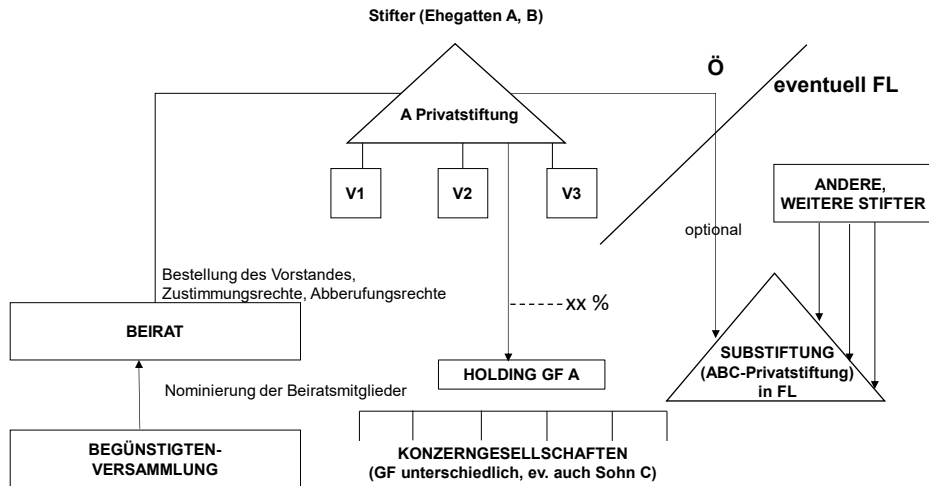 Stifter (Ehegatten A, B)
Ö
eventuell FL
A Privatstiftung
V1
V2
V3
ANDERE,
WEITERE STIFTER
optional
Bestellung des Vorstandes,
Zustimmungsrechte, Abberufungsrechte
xx %
BEIRAT
SUBSTIFTUNG
(ABC-Privatstiftung)
in FL
HOLDING GF A
Nominierung der Beiratsmitglieder
BEGÜNSTIGTEN-
VERSAMMLUNG
KONZERNGESELLSCHAFTEN
(GF unterschiedlich, ev. auch Sohn C)